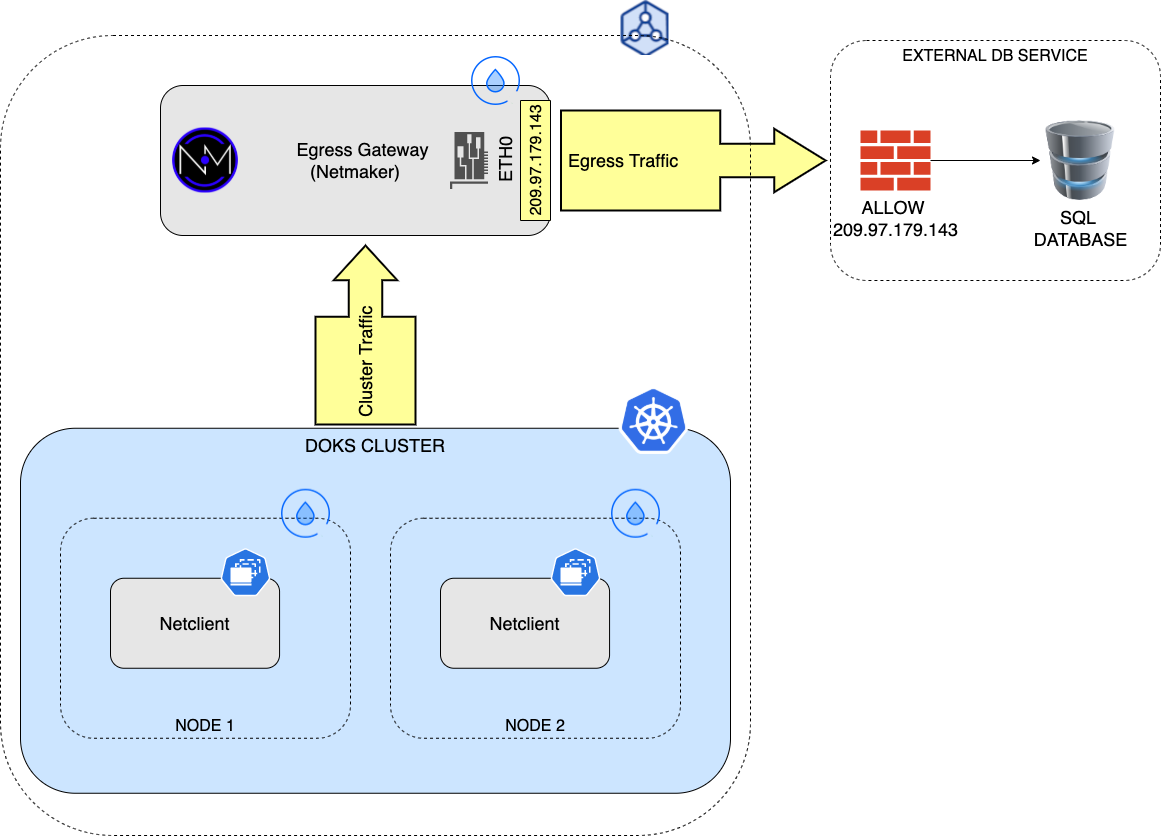 EXTERNAL DB SERVICE
NM
Egress Gateway
(Netmaker)
ETH0
209.97.179.143
Egress Traffic
ALLOW
209.97.179.143
SQL
DATABASE
Cluster Traffic
DOKS CLUSTER
Netclient
NODE 1
Netclient
NODE 2